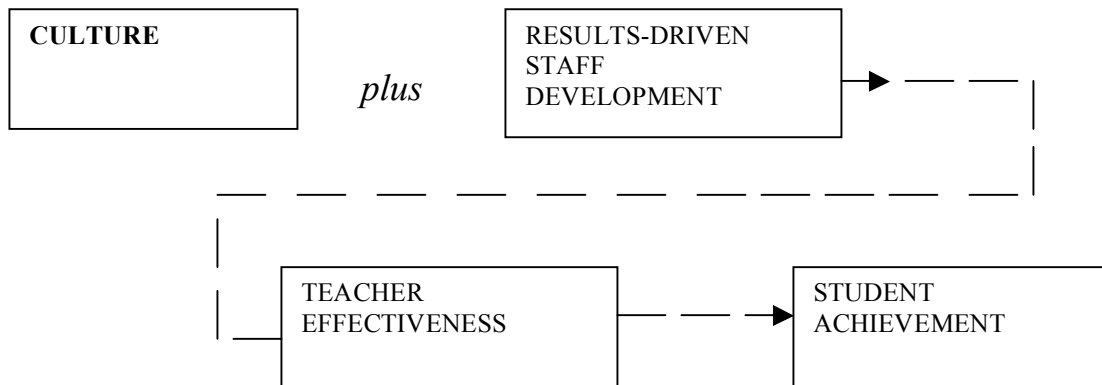 CULTURE
plus
RESULTS-DRIVEN
STAFF
DEVELOPMENT
TEACHER
EFFECTIVENESS
STUDENT
ACHIEVEMENT